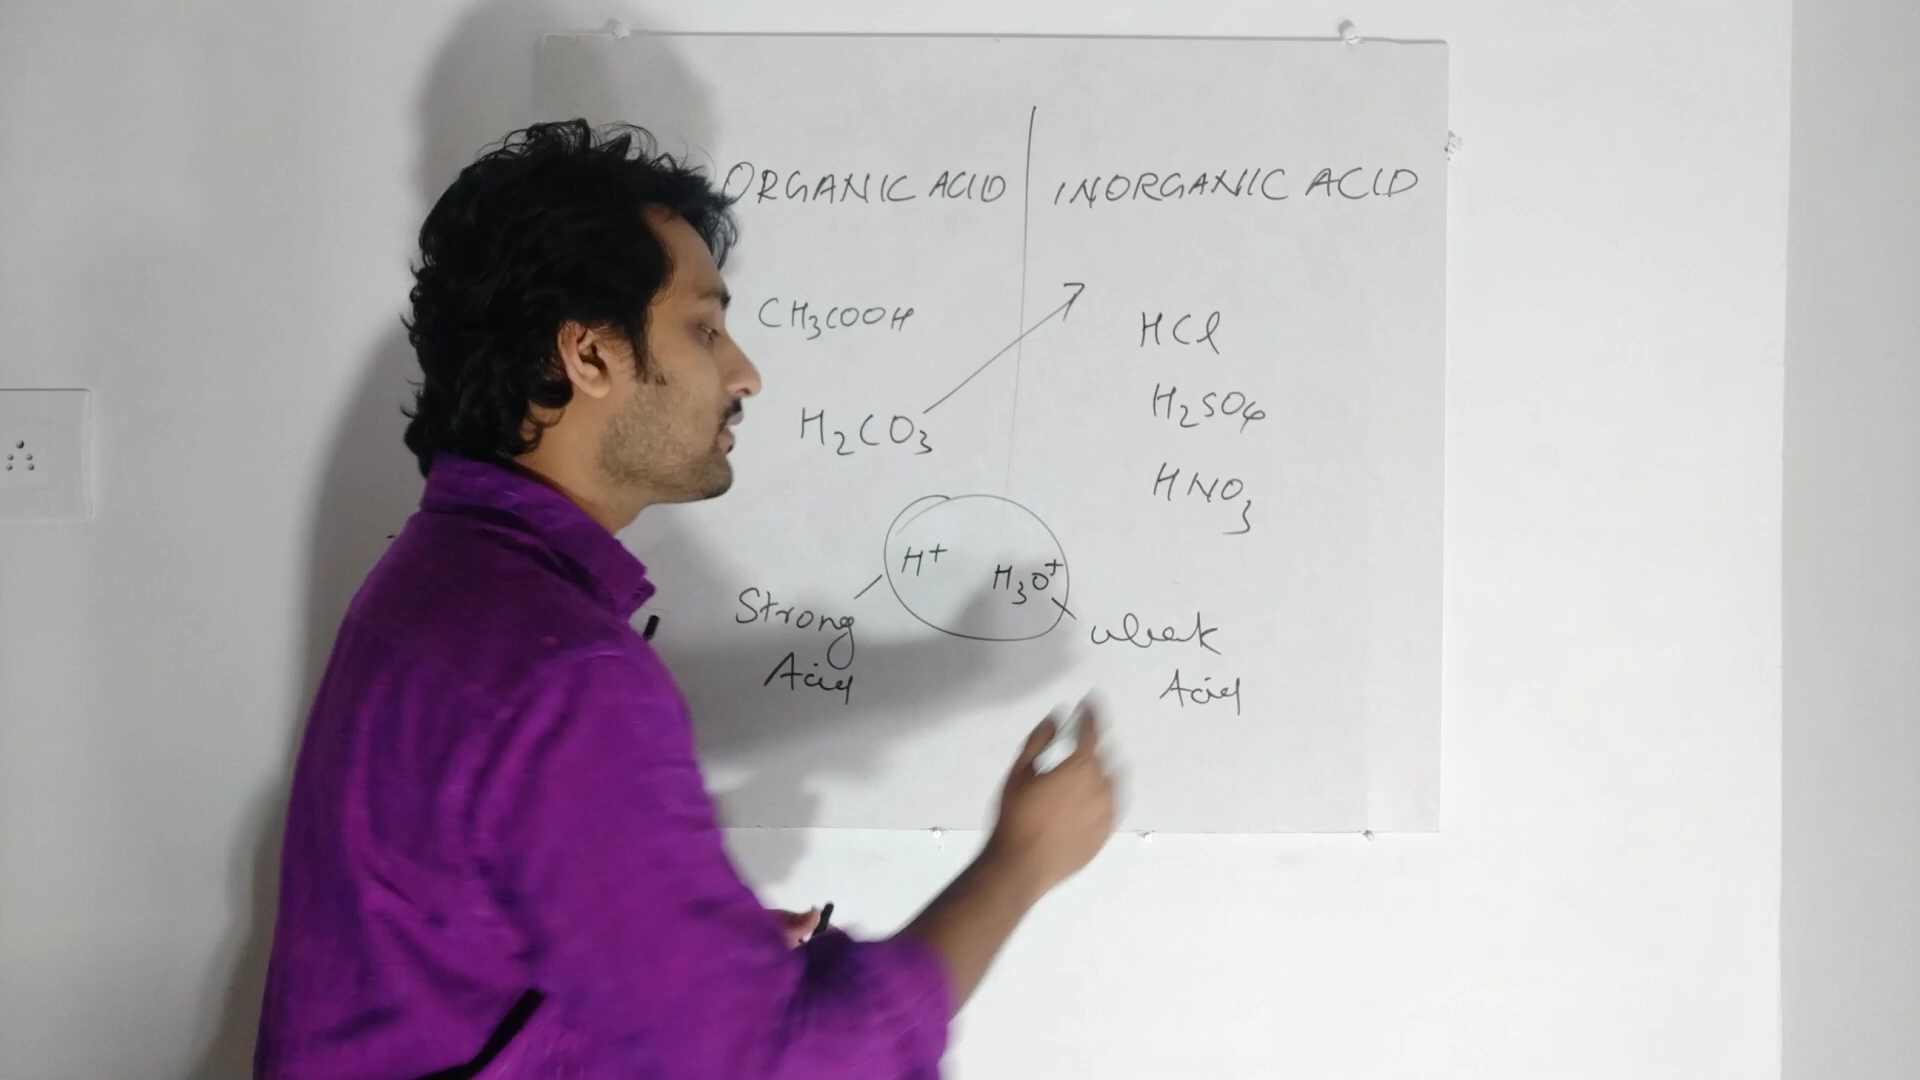 ORGANIC ACID
INORGANIC ACID
CH3COOH
H2CO3
HCl
H2SO4
HNO3
H+
H3O+
Strong
Acid
Weak
Acid